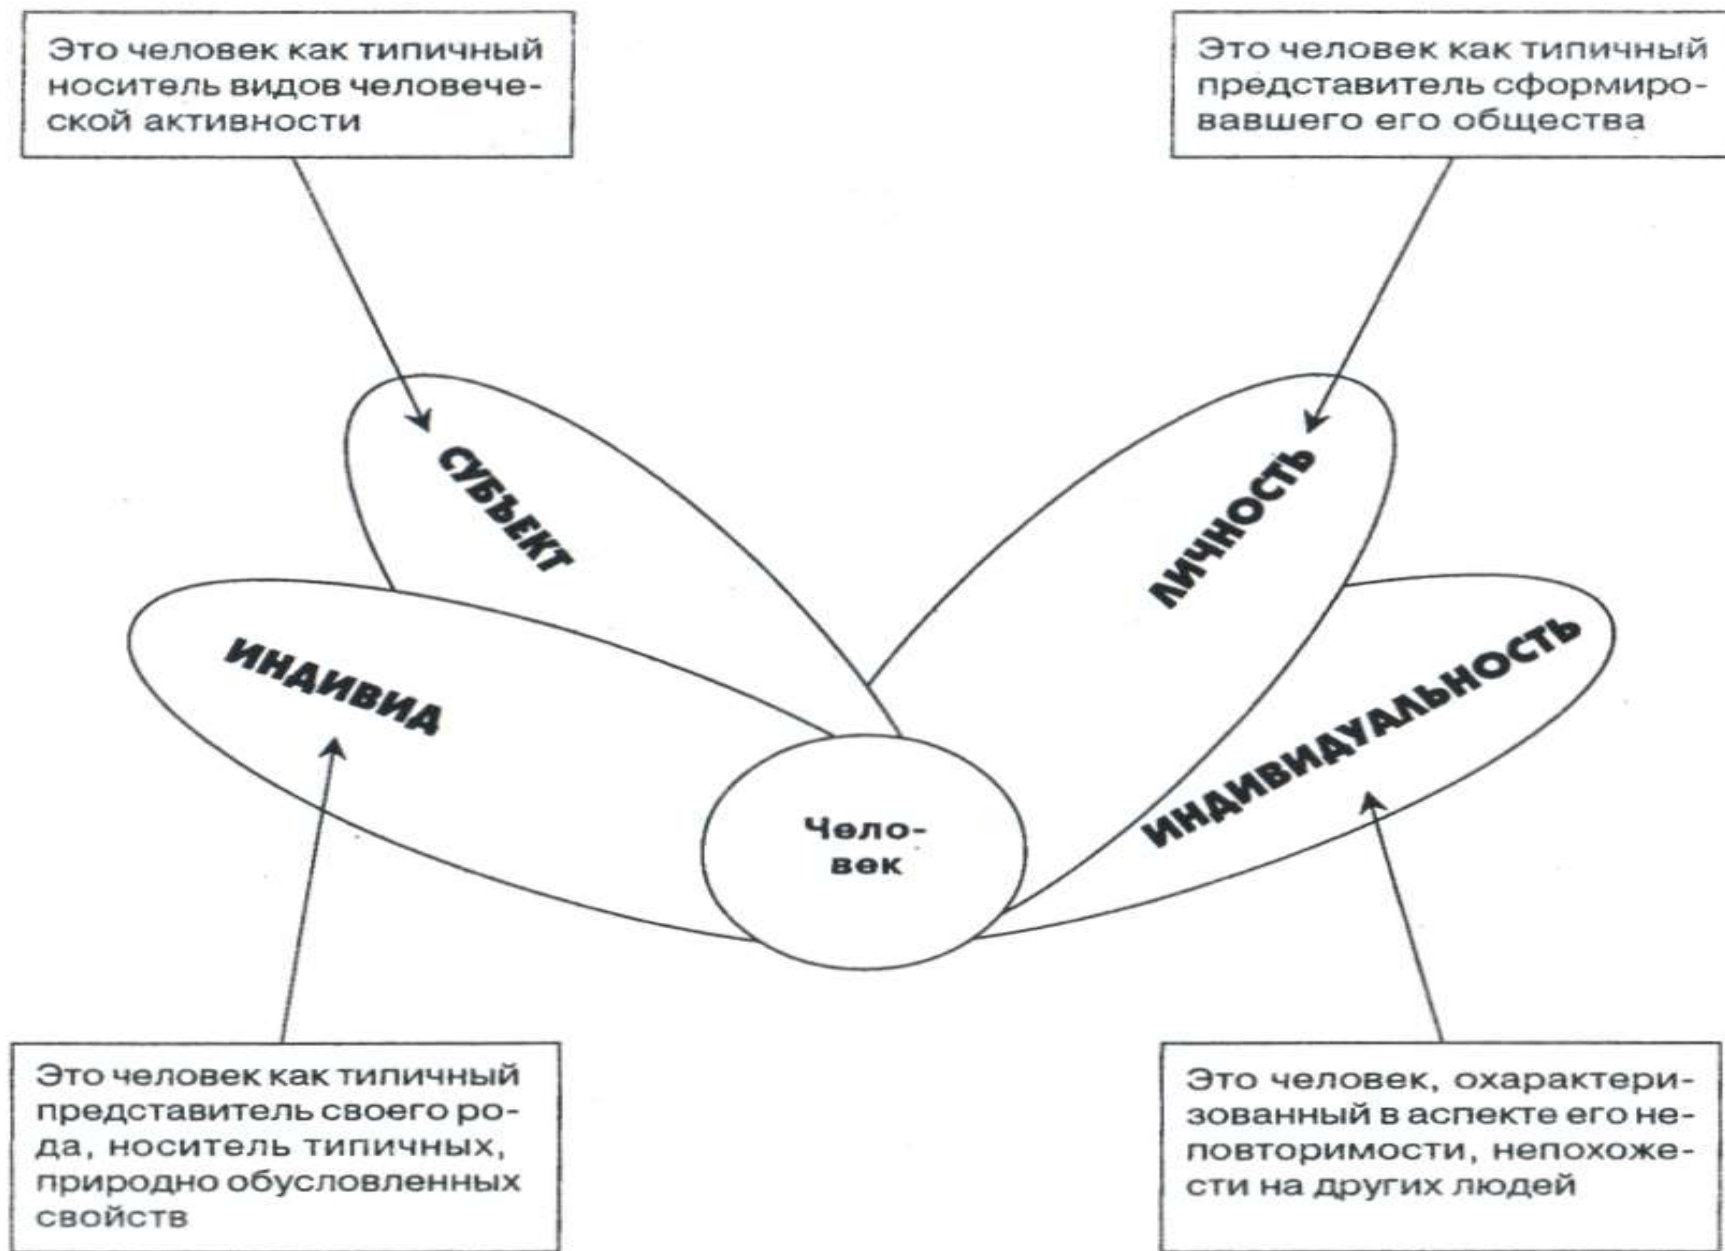 Это человек как типичный
носитель видов человече-
ской активности
Это человек как типичный
представитель сформиро-
вавшего его общества
СУБЪЕКТ
ЛИЧНОСТЬ
ИНДИВИД
ИНДИВИДУАЛЬНОСТЬ
Чело-
век
Это человек как типичный
представитель своего ро-
да, носитель типичных,
природно обусловленных
свойств
Это человек, охарактери-
зованный в аспекте его не-
повторимости, непохоже-
сти на других людей